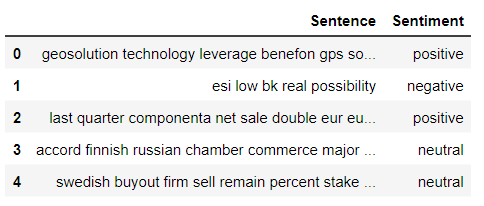 Sentence Sentiment
0 geosolution technology leverage benefon gps so... positive
1 esi low bk real possibility negative
2 last quarter componenta net sale double eur eu... positive
3 accord finnish russian chamber commerce major ... neutral
4 swedish buyout firm sell remain percent stake ... neutral